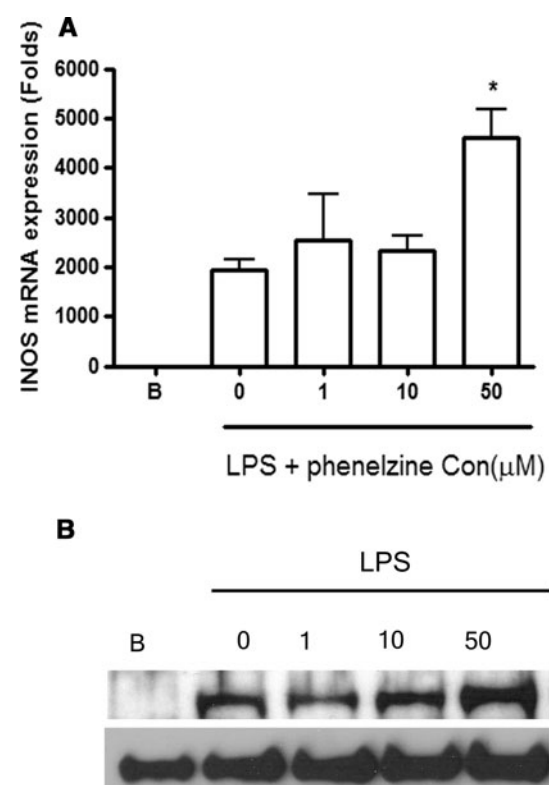 A
INOS mRNA expression (Folds)
6000
5000
4000
3000
2000
1000
0
*
B 0 1 10 50
LPS + phenelzine Con(μM)
B
LPS
B 0 1 10 50